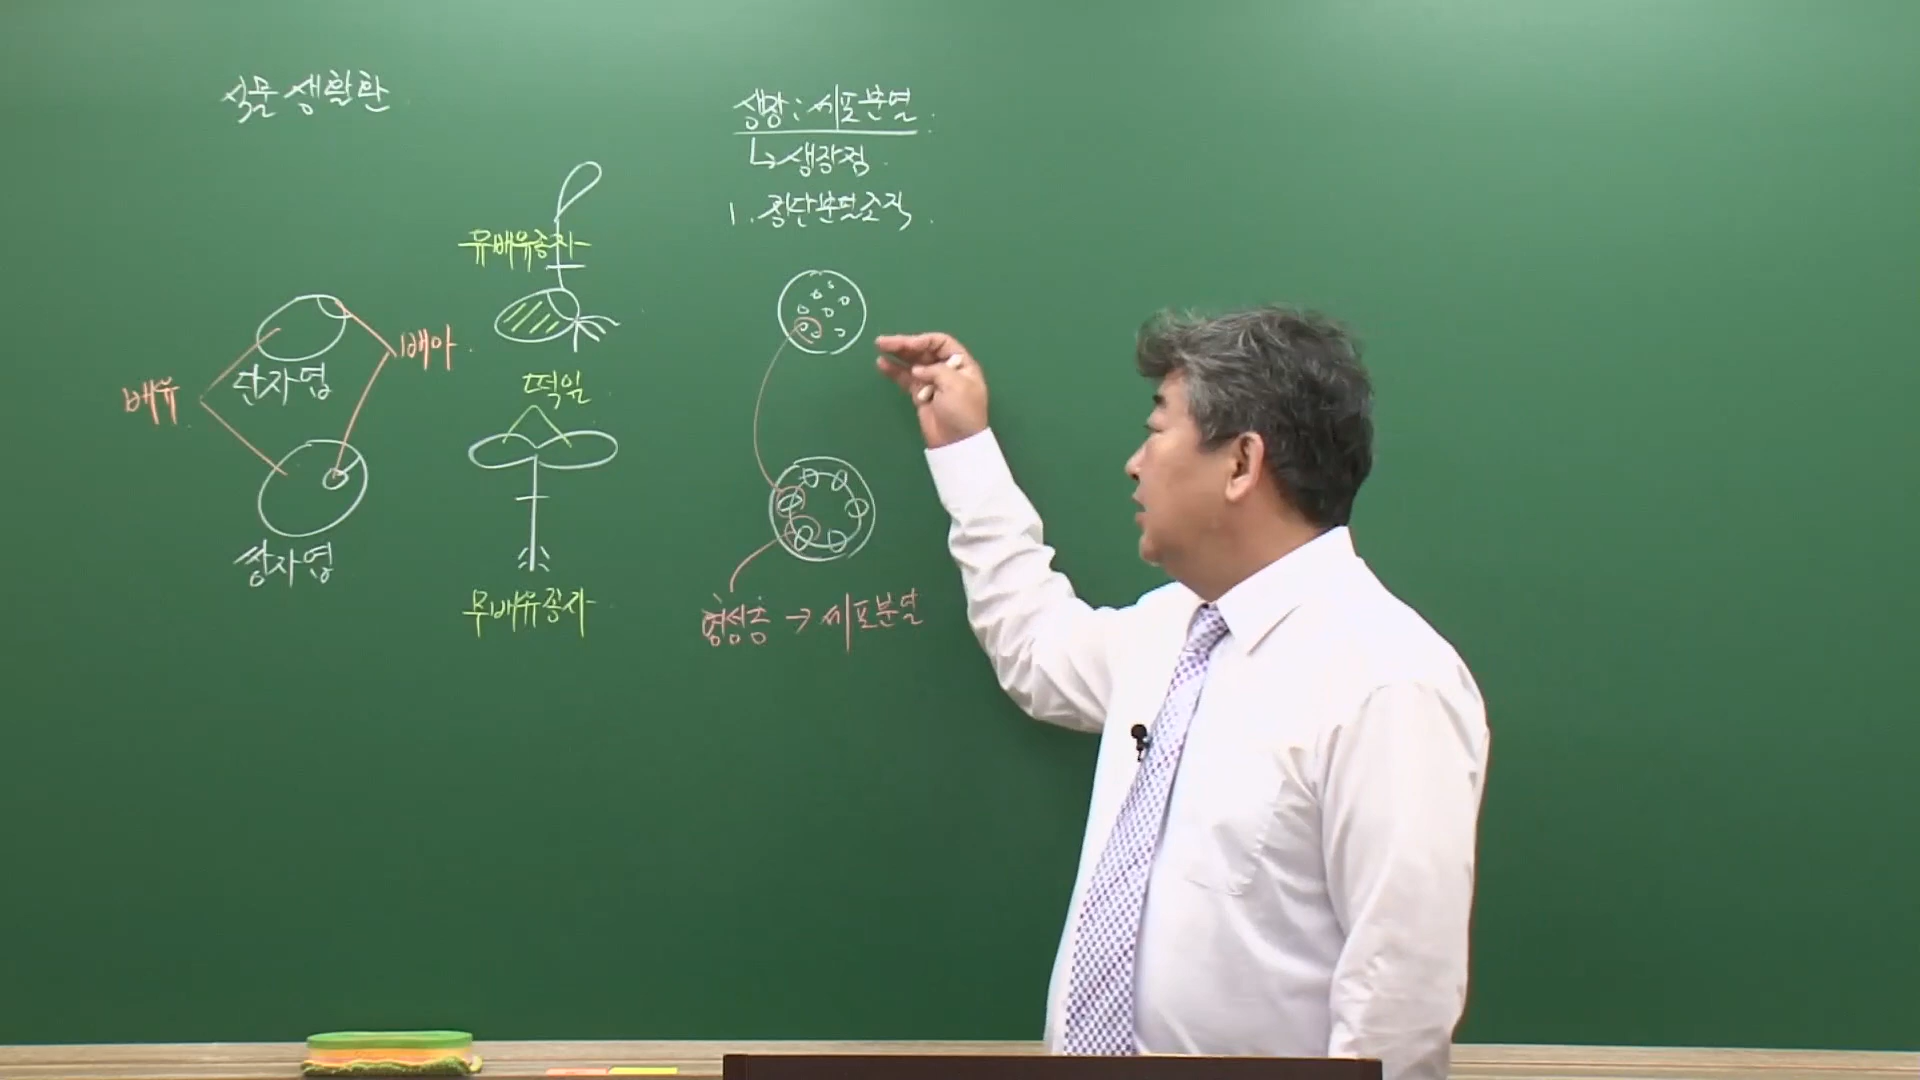 식물 생활환
배유
단자엽
배아
쌍자엽
유배유종자
떡잎
무배유종자
생장 : 세포분열
↳ 생장점
1. 정단분열조직
형성층 → 세포분열